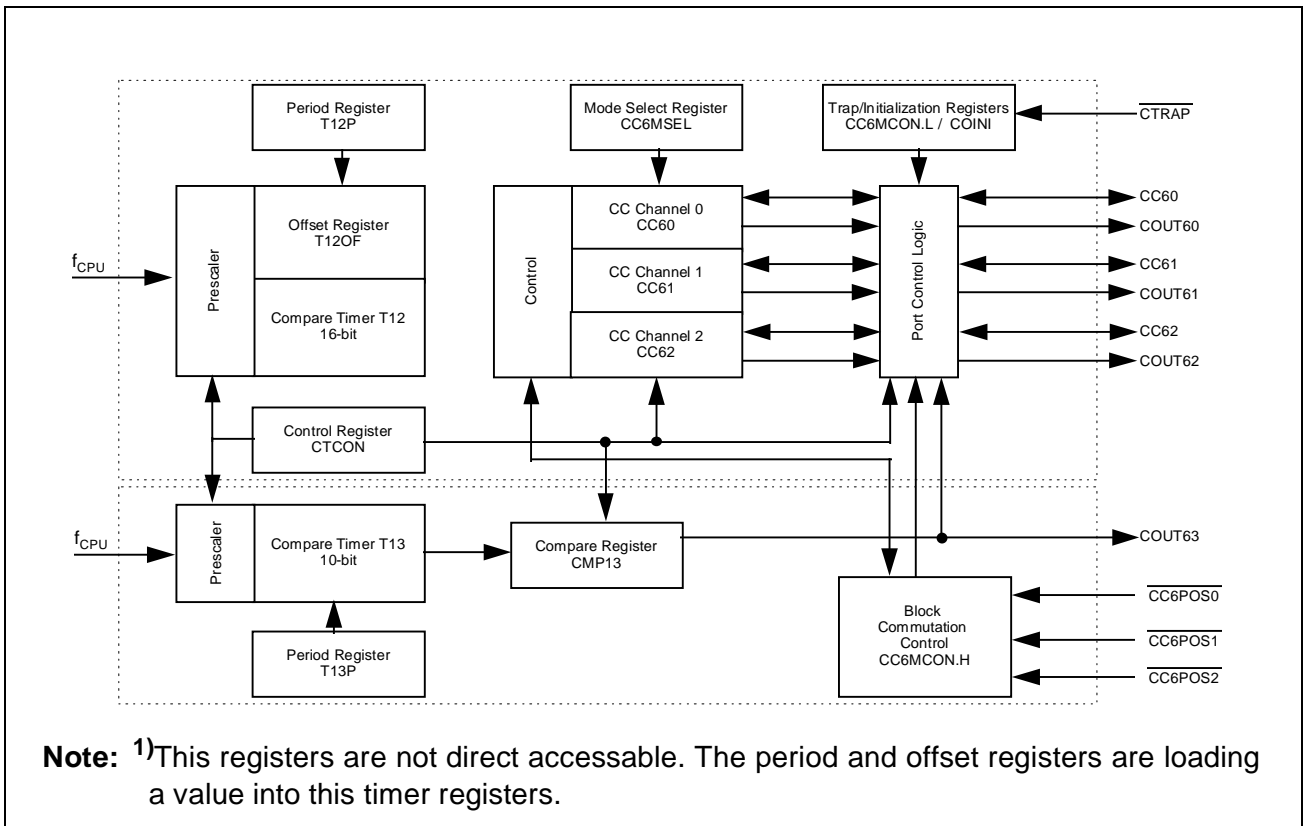 Period Register
T12P
Mode Select Register
CC6MSEL
Trap/Initialization Registers
CC6MCON.L / COINI
CTRAP
fCPU
Prescaler
Offset Register
T12OF
Compare Timer T12
16-bit
Control
CC Channel 0
CC60
CC Channel 1
CC61
CC Channel 2
CC62
Port Control Logic
CC60
COUT60
CC61
COUT61
CC62
COUT62
Control Register
CTCON
fCPU
Prescaler
Compare Timer T13
10-bit
Compare Register
CMP13
COUT63
Period Register
T13P
Block
Commutation
Control
CC6MCON.H
CC6POS0
CC6POS1
CC6POS2
Note: 1)This registers are not direct accessable. The period and offset registers are loading
a value into this timer registers.